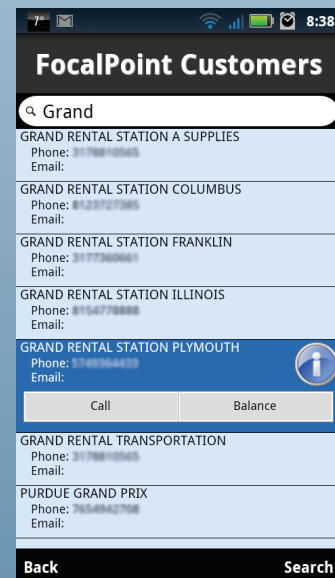 7°
8:38
FocalPoint Customers
Grand
GRAND RENTAL STATION A SUPPLIES
Phone:
Email:
GRAND RENTAL STATION COLUMBUS
Phone:
Email:
GRAND RENTAL STATION FRANKLIN
Phone:
Email:
GRAND RENTAL STATION ILLINOIS
Phone:
Email:
GRAND RENTAL STATION PLYMOUTH
Phone:
Email:
Call Balance
GRAND RENTAL TRANSPORTATION
Phone:
Email:
PURDUE GRAND PRIX
Phone:
Email:
Back Search